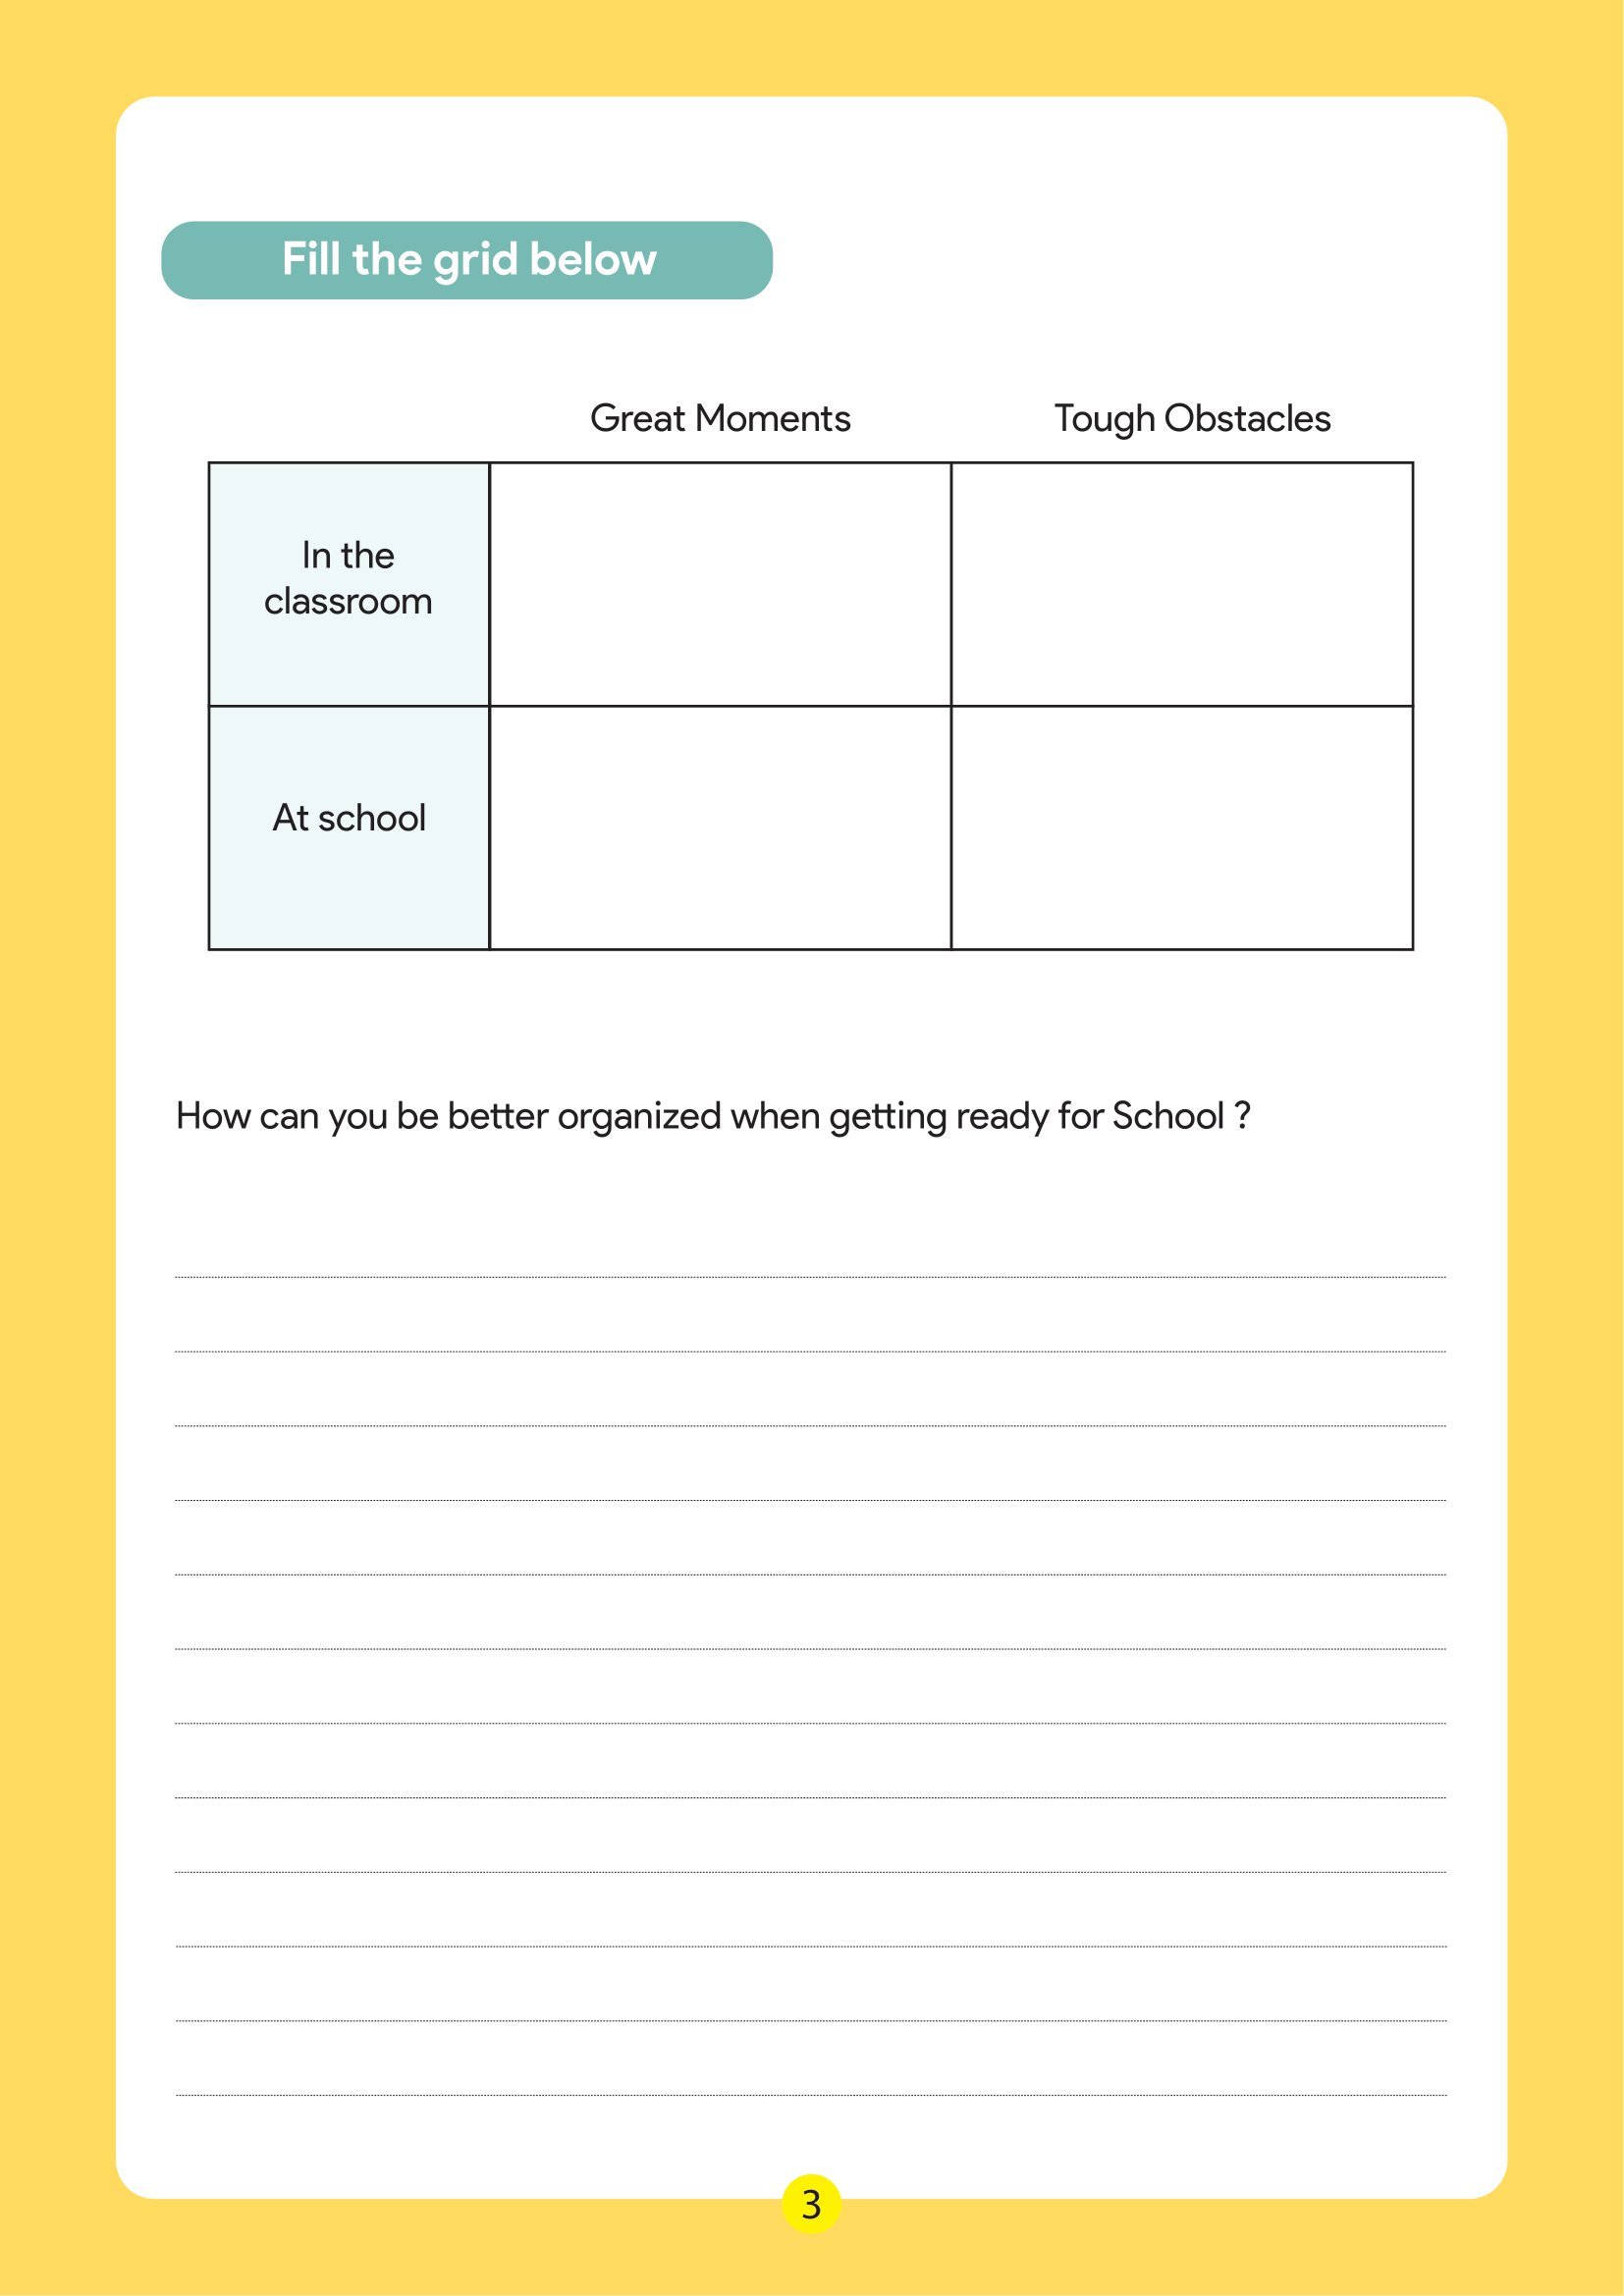 Fill the grid below
Great Moments
Tough Obstacles
In the
classroom
At school
How can you be better organized when getting ready for School ?
3